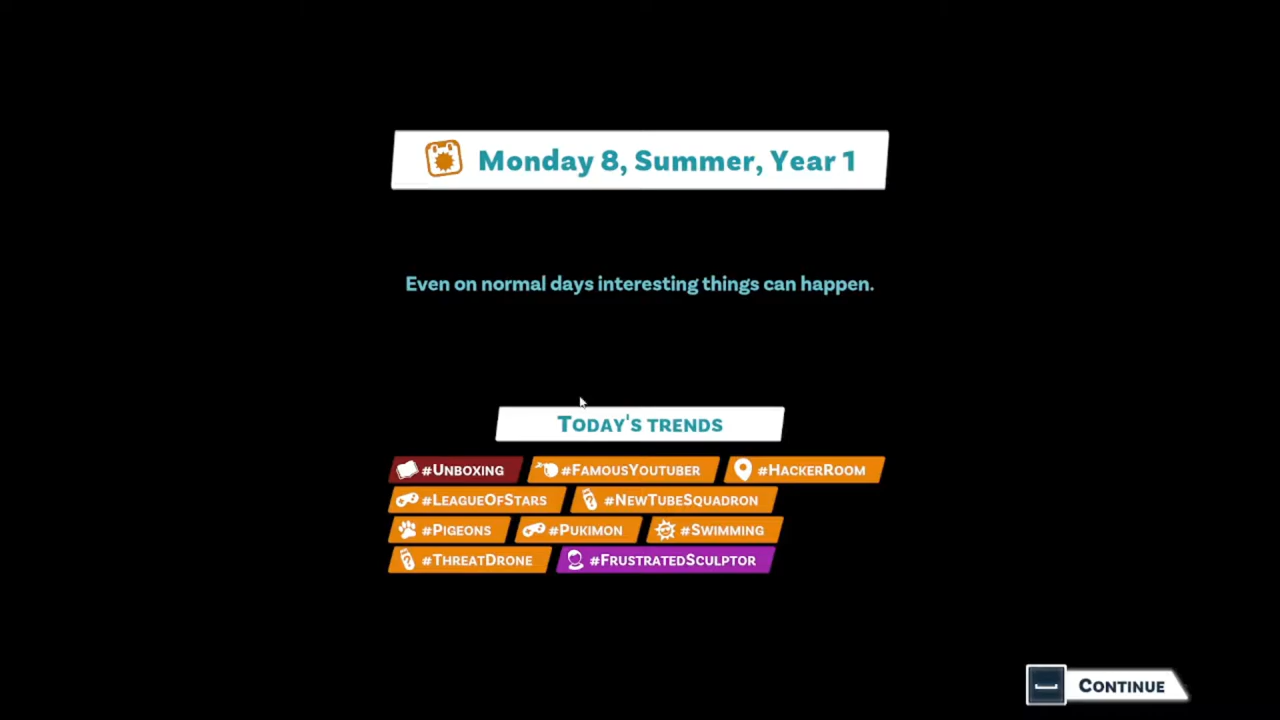 Monday 8, Summer, Year 1
Even on normal days interesting things can happen.
Today's trends
#Unboxing #FamousYoutuber #HackerRoom
#LeagueOfStars #NewTubeSquadron
#Pigeons #Pukimon #Swimming
#ThreatDrone #FrustratedSculptor
Continue